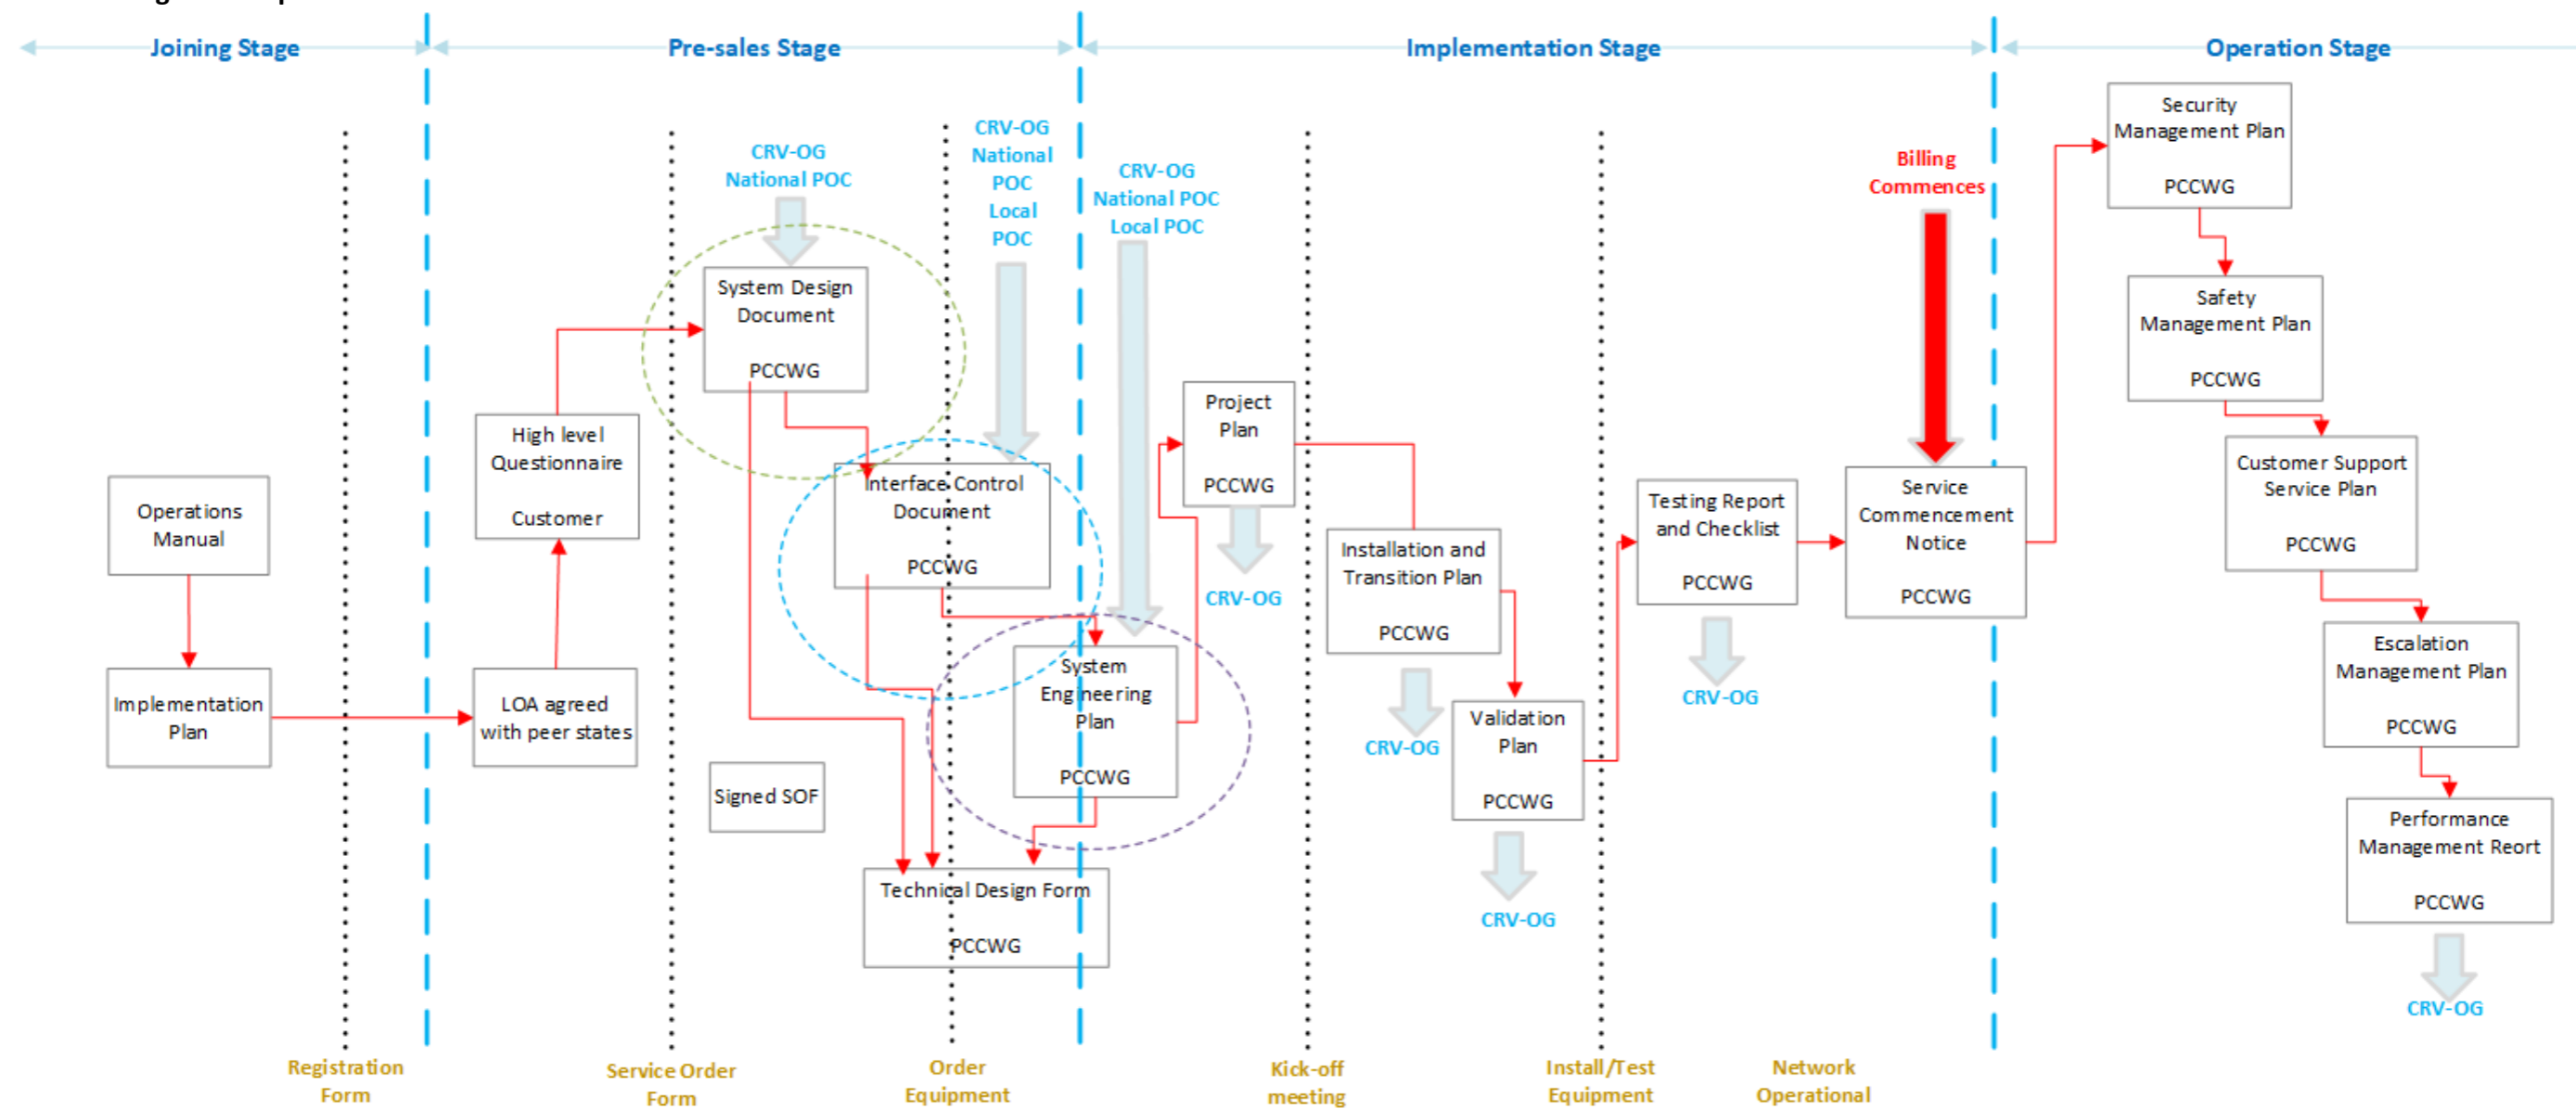 Joining Stage
Pre-sales Stage
Implementation Stage
Operation Stage
Operations
Manual
Implementation
Plan
High level
Questionnaire
Customer
LOA agreed
with peer states
CRV-OG
National POC
System Design
Document
PCCWG
CRV-OG
National
POC
Local
POC
Interface Control
Document
PCCWG
Signed SOF
CRV-OG
National POC
Local POC
System
Engineering
Plan
PCCWG
Technical Design Form
PCCWG
Project
Plan
PCCWG
CRV-OG
Installation and
Transition Plan
PCCWG
CRV-OG
Validation
Plan
PCCWG
CRV-OG
Testing Report
and Checklist
PCCWG
CRV-OG
Billing
Commences
Service
Commencement
Notice
PCCWG
Security
Management Plan
PCCWG
Safety
Management Plan
PCCWG
Customer Support
Service Plan
PCCWG
Escalation
Management Plan
PCCWG
Performance
Management Reort
PCCWG
CRV-OG
Registration
Form
Service Order
Form
Order
Equipment
Kick-off
meeting
Install/Test
Equipment
Network
Operational